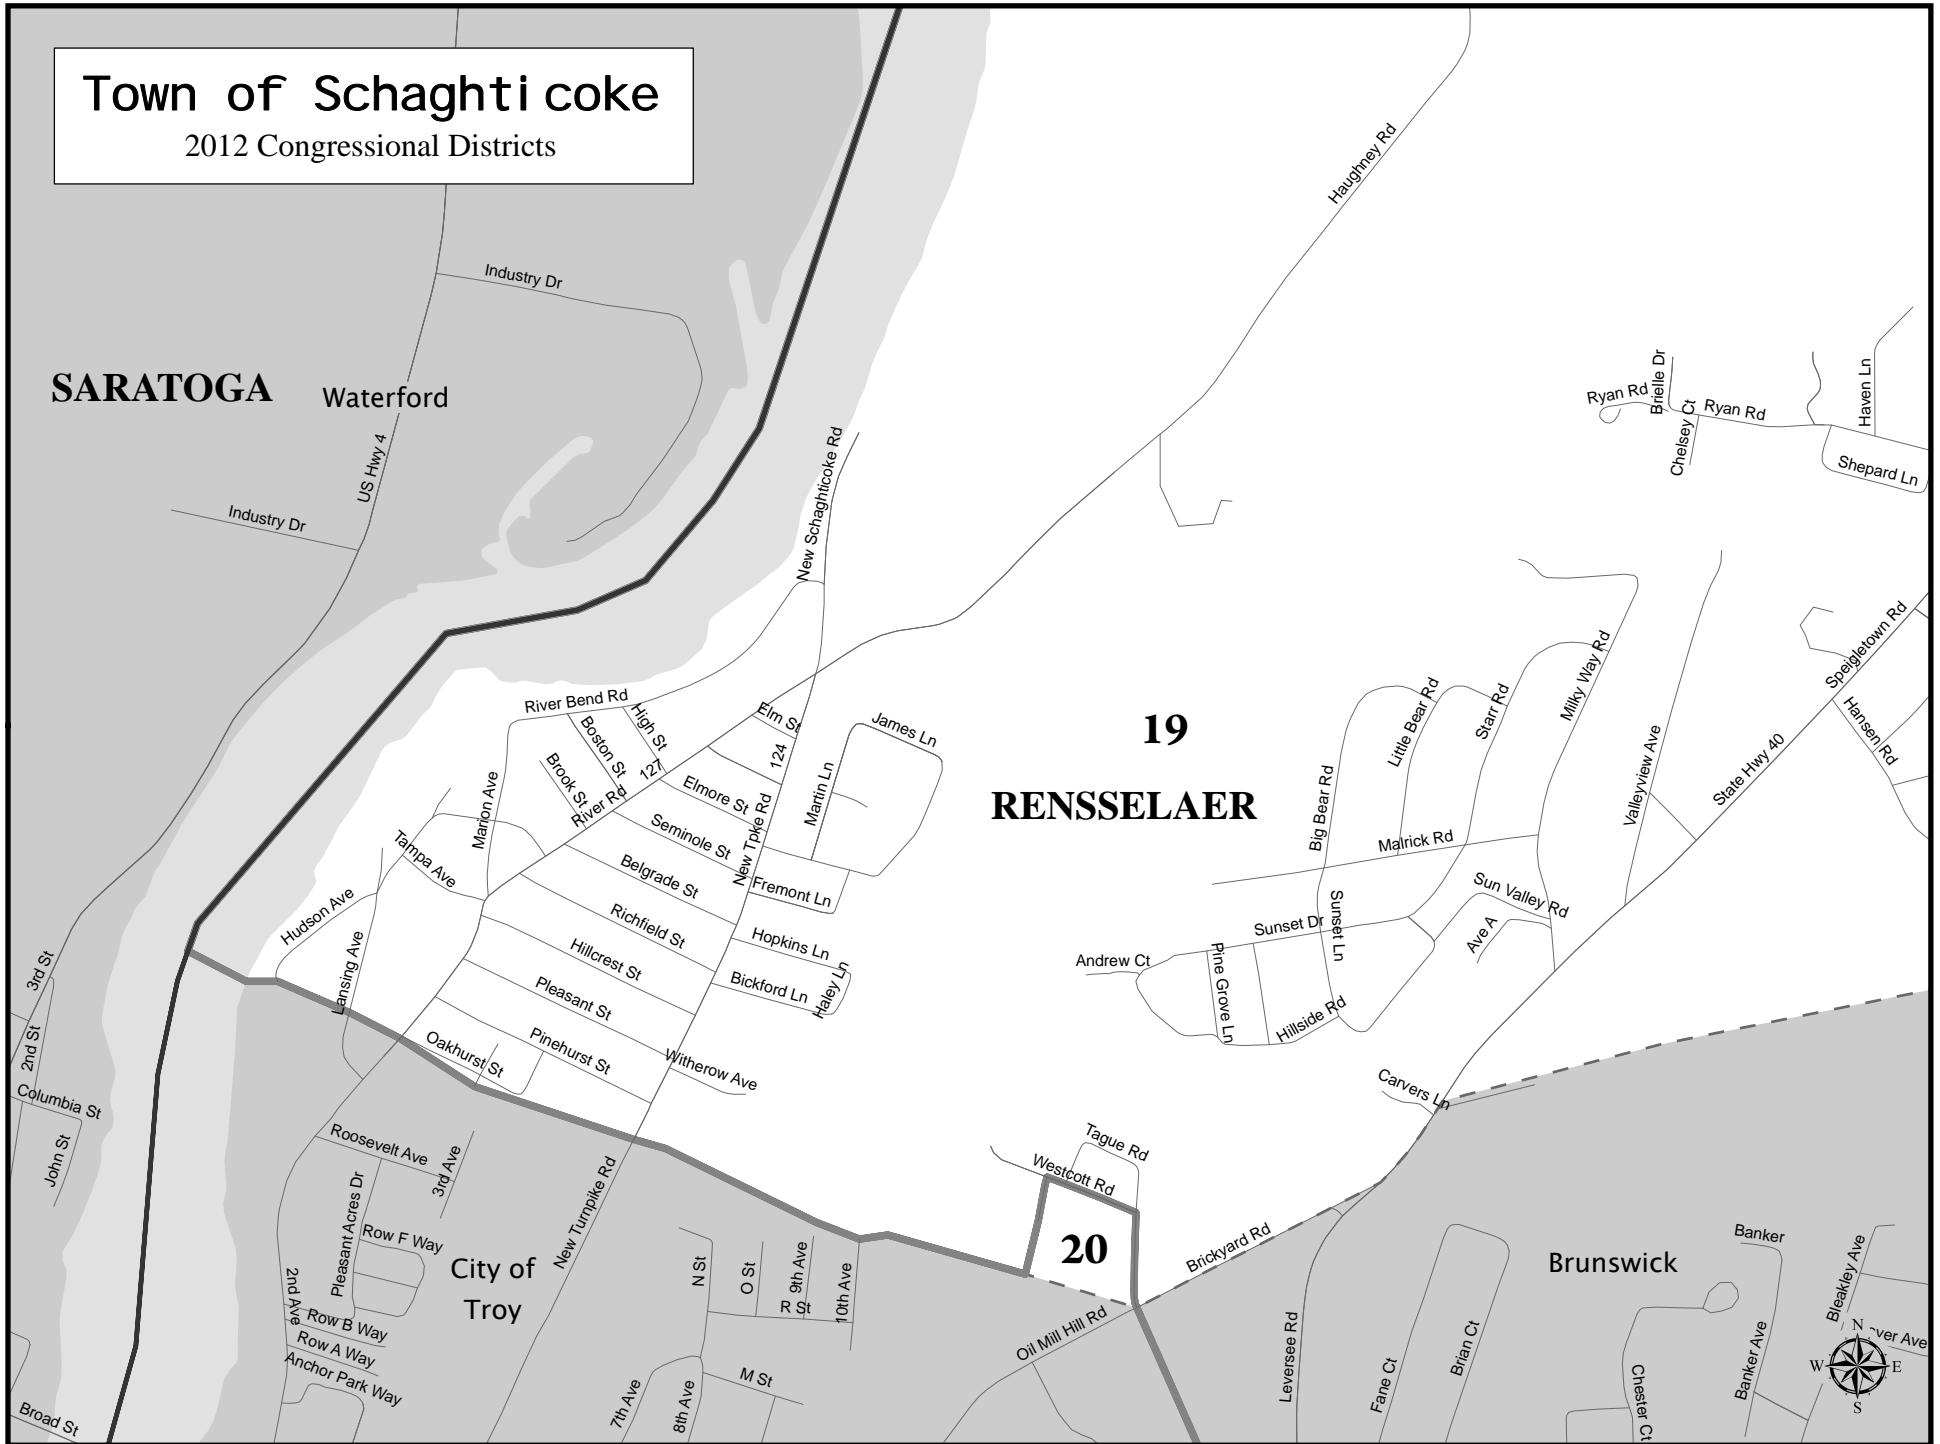 Town of Schaghticoke
2012 Congressional Districts
SARATOGA
Waterford
Industry Dr
US Hwy 4
Industry Dr
Haughney Rd
New Schaghticoke Rd
Ryan Rd
Brielle Dr
Chelsey Ct
Ryan Rd
Haven Ln
Shepard Ln
River Bend Rd
High St
Boston St
Brook St
127
River Rd
Marion Ave
Tampa Ave
Hudson Ave
Lansing Ave
Elm St
124
Elmore St
Seminole St
New Tpke Rd
Martin Ln
James Ln
Fremont Ln
Belgrade St
Richfield St
Hillcrest St
Pleasant St
Pinehurst St
Oakhurst St
Hopkins Ln
Bickford Ln
Haley Ln
Witherow Ave
19
RENSSELAER
Big Bear Rd
Little Bear Rd
Starr Rd
Milky Way Rd
Valleyview Ave
State Hwy 40
Speigletown Rd
Hansen Rd
Malrick Rd
Sun Valley Rd
Ave A
Sunset Dr
Sunset Ln
Andrew Ct
Pine Grove Ln
Hillside Rd
Carvers Ln
Tague Rd
Westcott Rd
20
Brickyard Rd
Oil Mill Hill Rd
3rd St
2nd St
Columbia St
John St
Broad St
Roosevelt Ave
3rd Ave
Pleasant Acres Dr
Row F Way
2nd Ave
Row B Way
Row A Way
Anchor Park Way
City of
Troy
New Turnpike Rd
N St
O St
9th Ave
R St
10th Ave
M St
7th Ave
8th Ave
Leversee Rd
Fane Ct
Brian Ct
Brunswick
Banker
Bleakley Ave
Banker Ave
Chester Ct
ver Ave
N
W
E
S